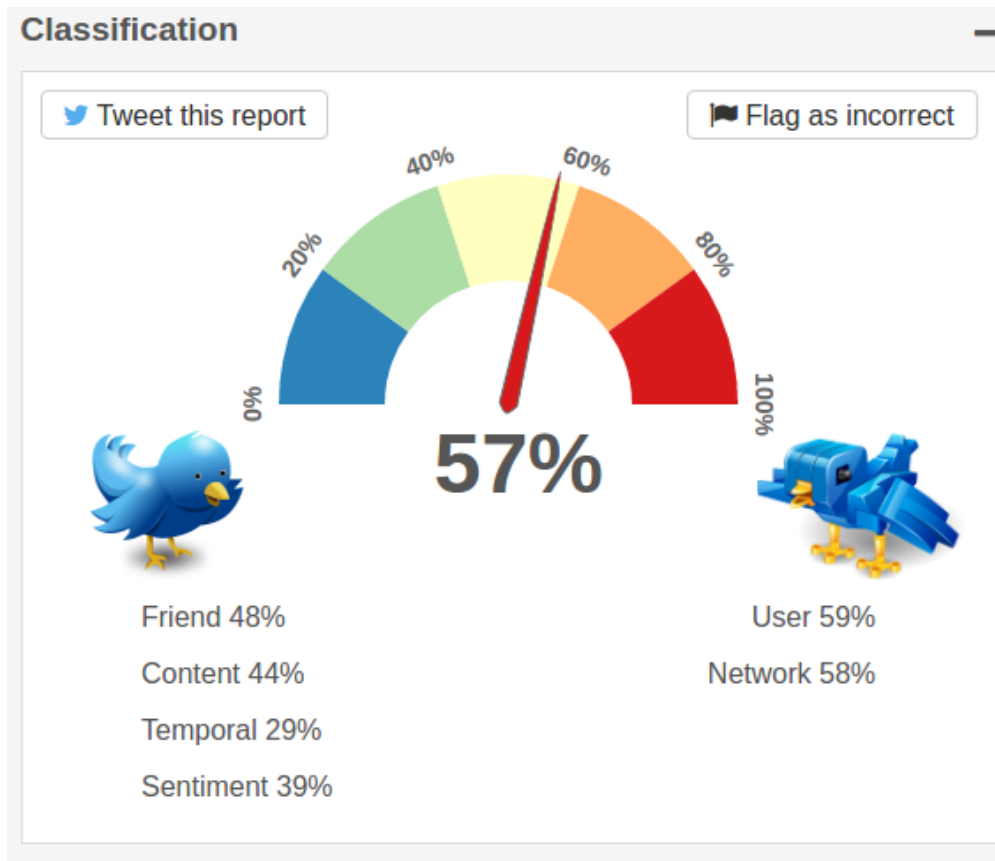 Classification
Tweet this report
Flag as incorrect
0%
20%
40%
60%
80%
100%
57%
Friend 48%
Content 44%
Temporal 29%
Sentiment 39%
User 59%
Network 58%